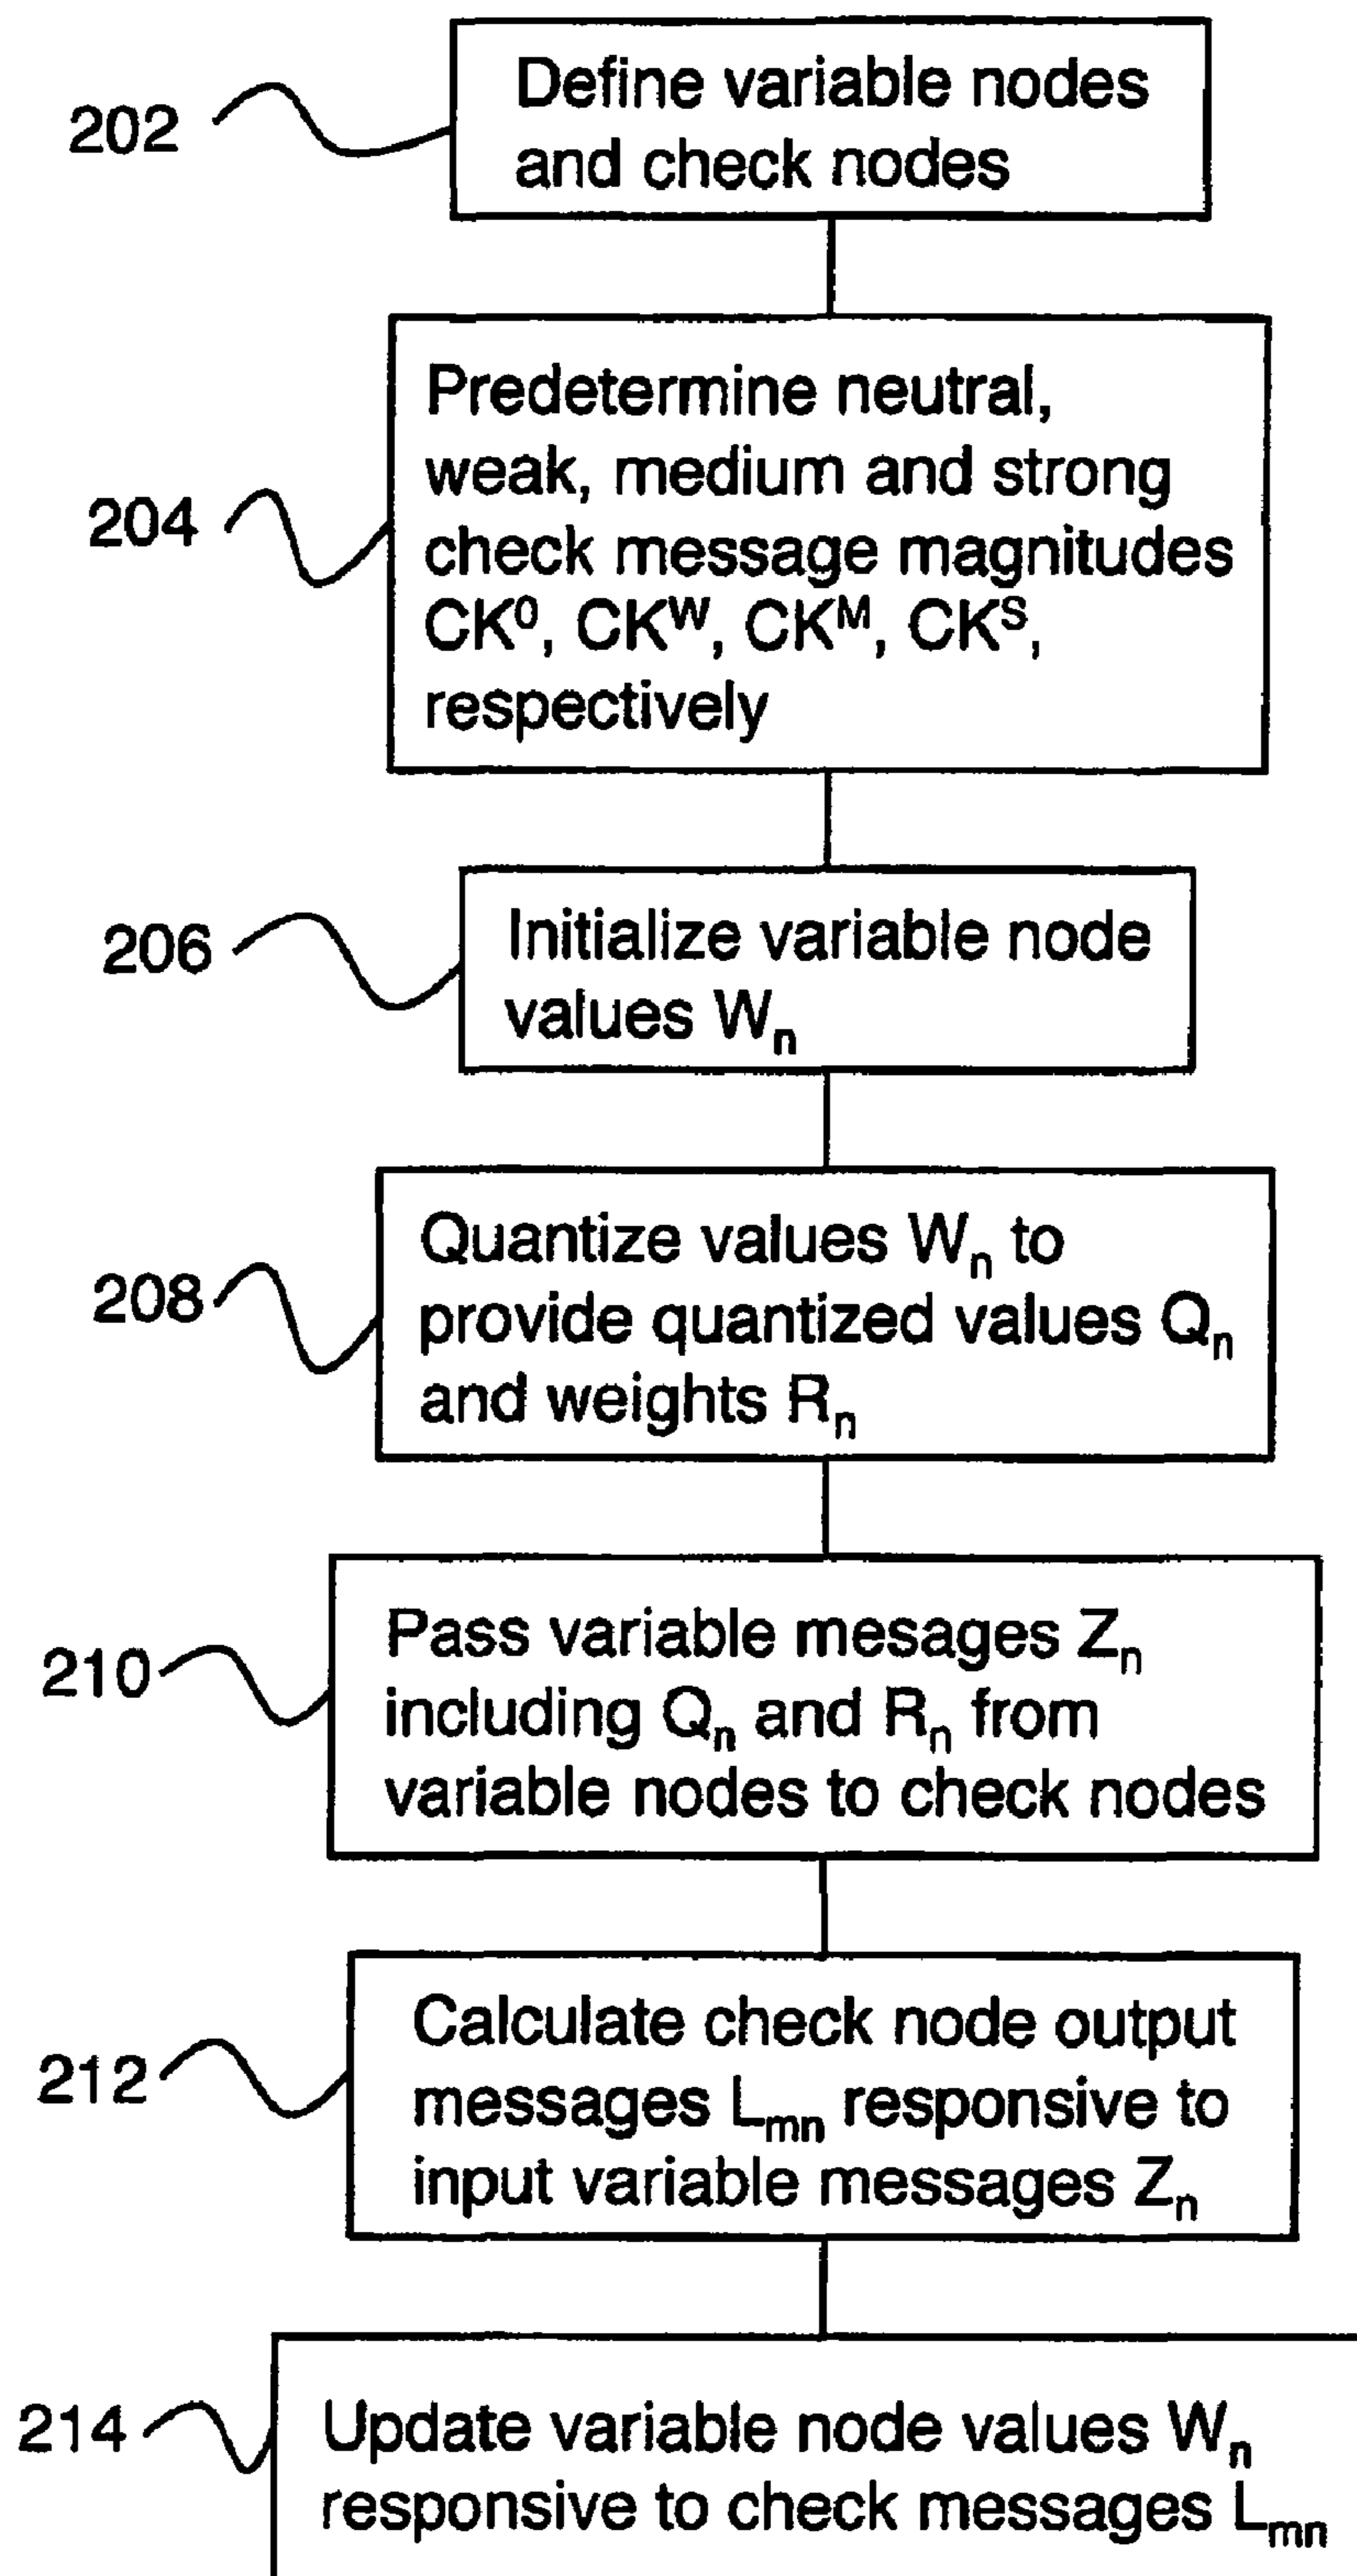 202
Define variable nodes
and check nodes
204
Predetermine neutral,
weak, medium and strong
check message magnitudes
CK⁰, CKᵂ, CKᴹ, CKˢ,
respectively
206
Initialize variable node
values Wₙ
208
Quantize values Wₙ to
provide quantized values Qₙ
and weights Rₙ
210
Pass variable mesages Zₙ
including Qₙ and Rₙ from
variable nodes to check nodes
212
Calculate check node output
messages Lₘₙ responsive to
input variable messages Zₙ
214
Update variable node values Wₙ
responsive to check messages Lₘₙ